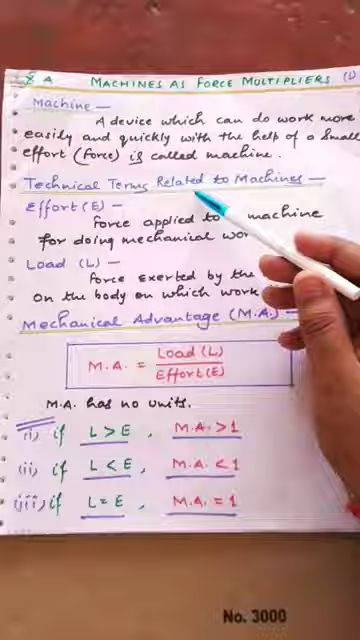 X A MACHINES AS FORCE MULTIPLIERS (1)
Machine —
A device which can do work more
easily and quickly with the help of a small
effort (force) is called machine.
Technical Terms Related to Machines —
Effort (E) —
Force applied to machine
for doing mechanical wor
Load (L) —
Force exerted by the
on the body on which work
Mechanical Advantage (M.A.) —
M.A. = Load (L) / Effort (E)
M.A. has no units.
(i) if L > E , M.A. > 1
(ii) if L < E , M.A. < 1
(iii) if L = E , M.A. = 1
No. 3000